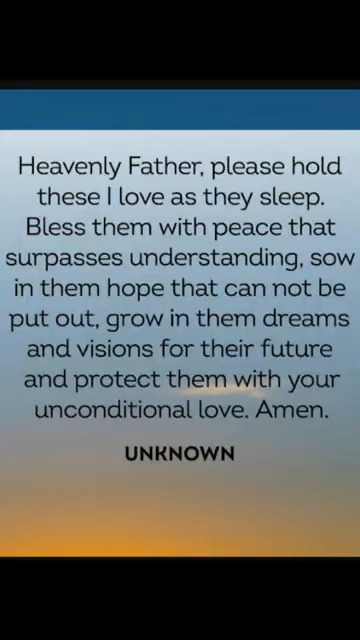 Heavenly Father, please hold
these I love as they sleep.
Bless them with peace that
surpasses understanding, sow
in them hope that can not be
put out, grow in them dreams
and visions for their future
and protect them with your
unconditional love. Amen.
UNKNOWN